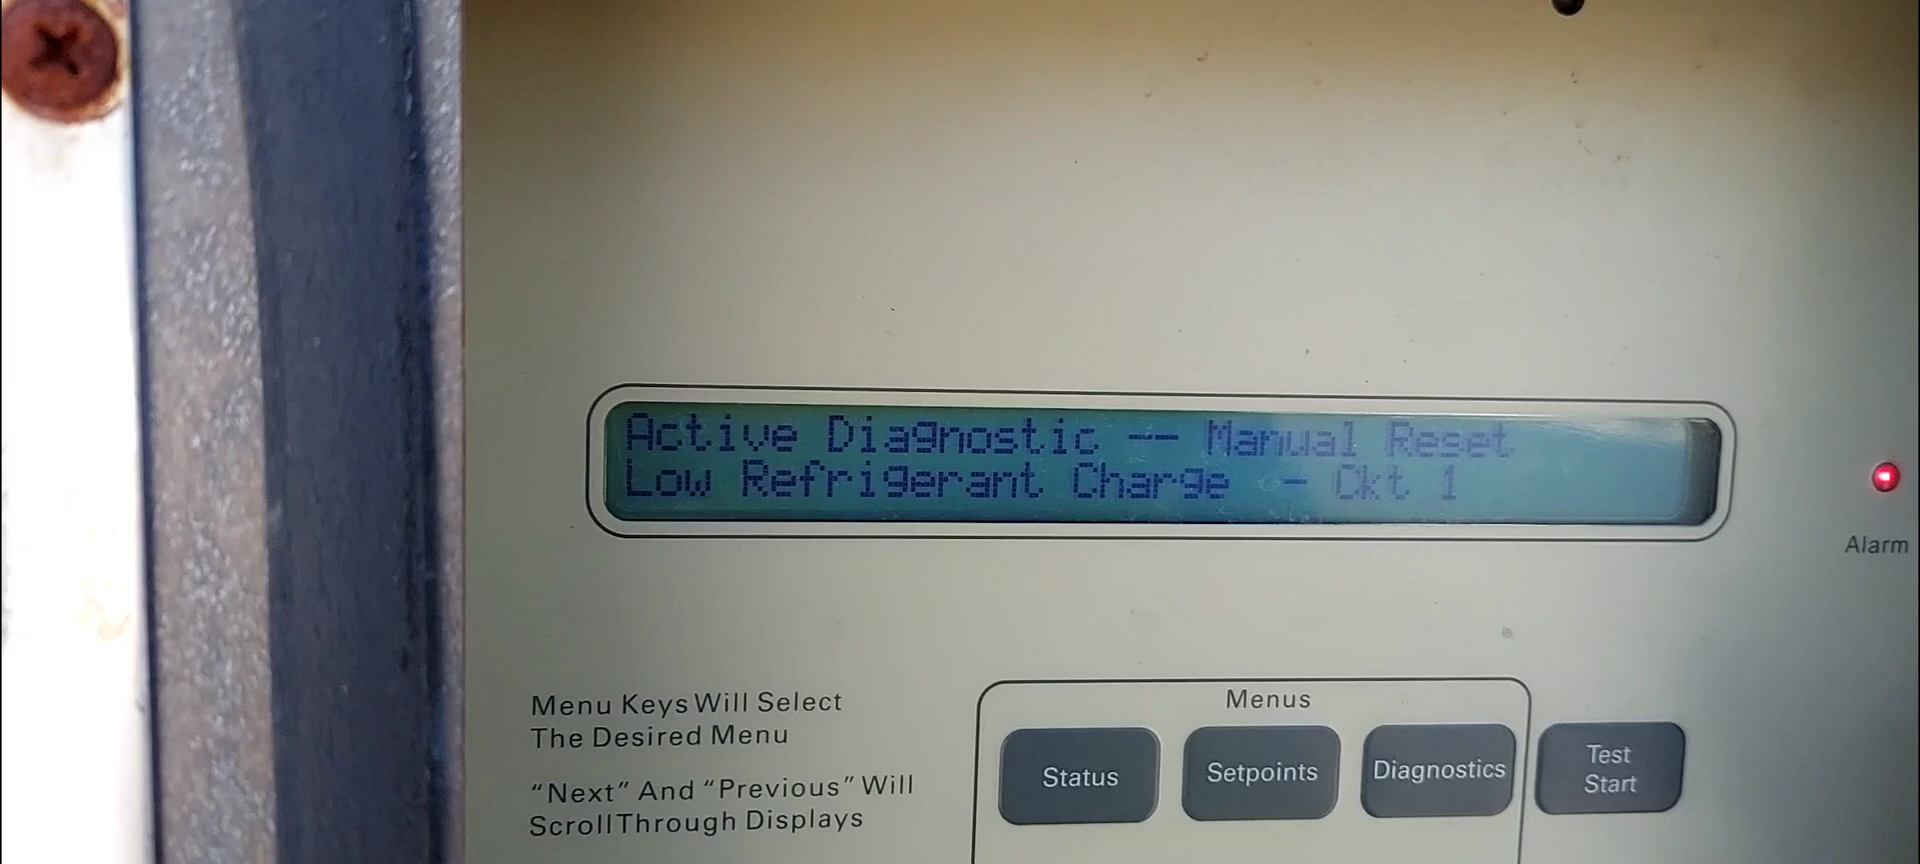 Active Diagnostic -- Manual Reset
Low Refrigerant Charge - Ckt 1
Alarm
Menu Keys Will Select
The Desired Menu
"Next" And "Previous" Will
Scroll Through Displays
Menus
Status
Setpoints
Diagnostics
Test
Start